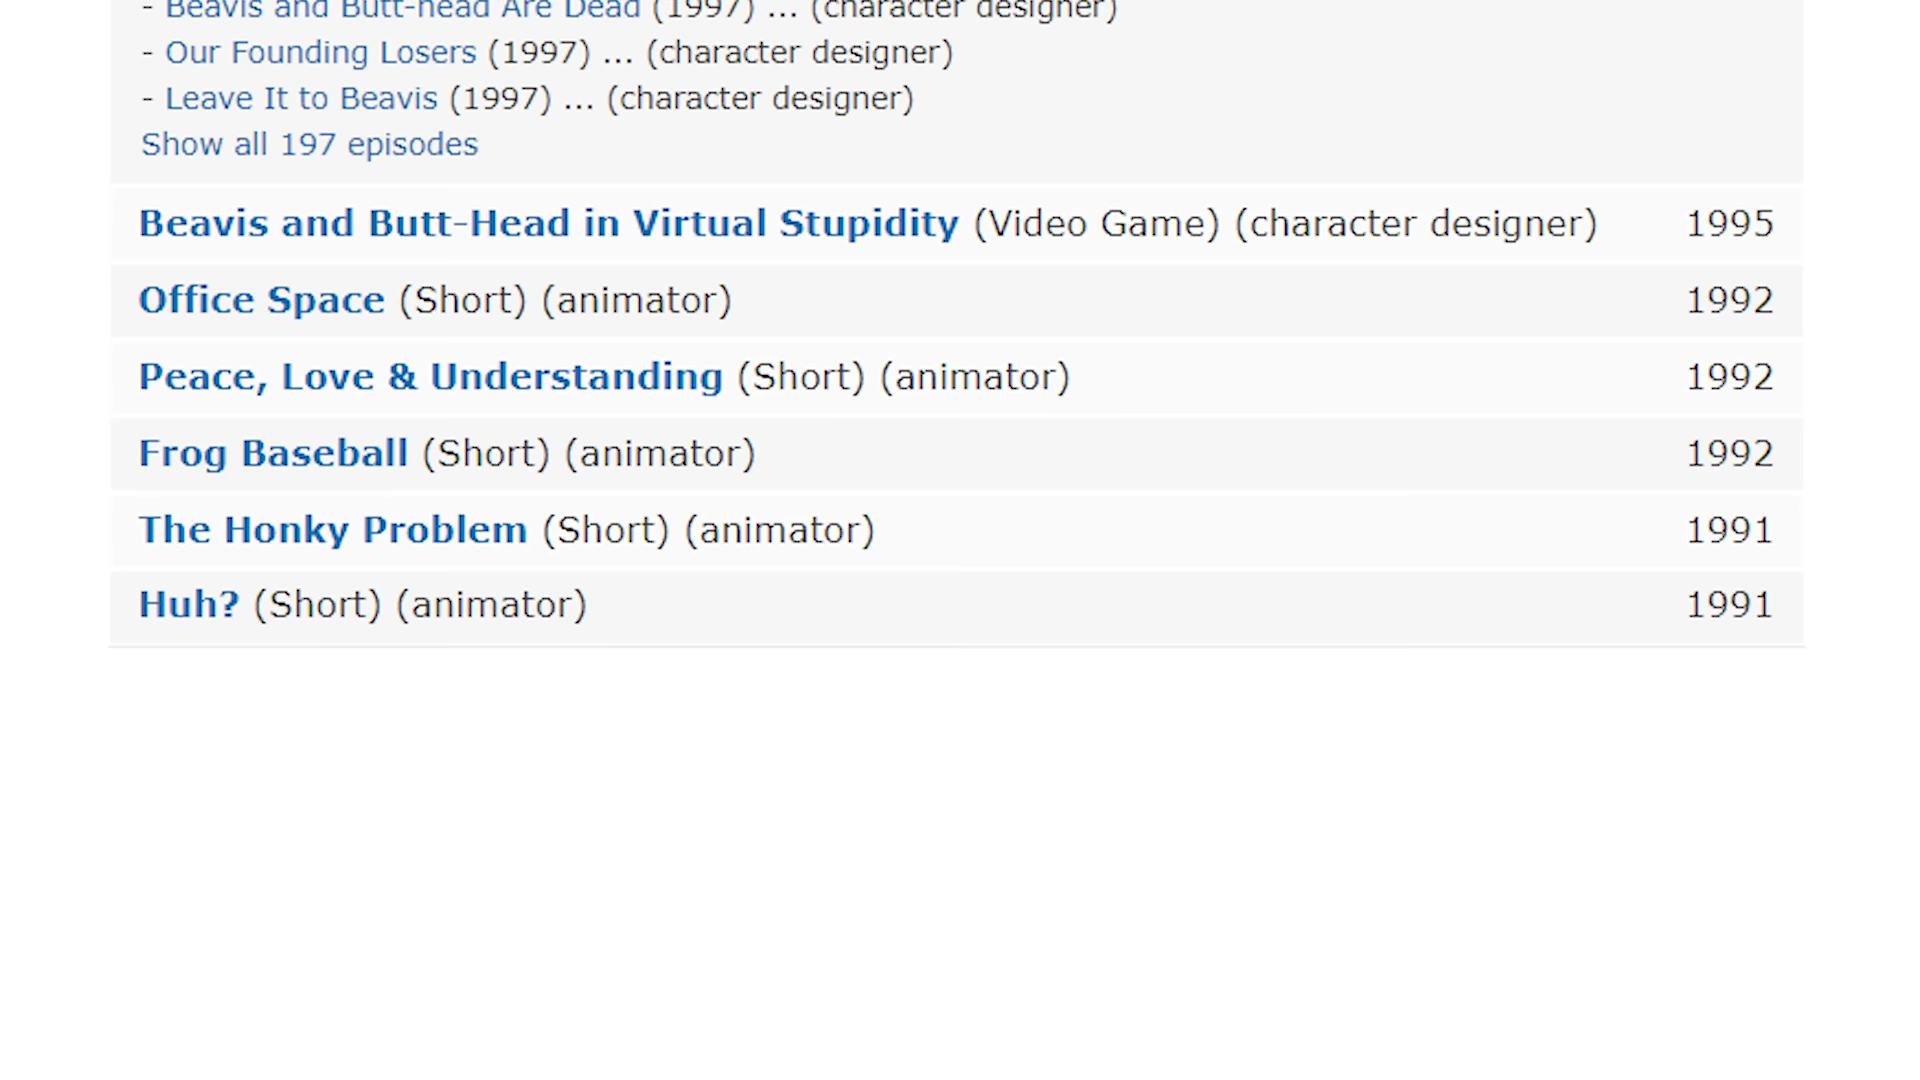 - Beavis and Butt-head Are Dead (1997) ... (character designer)
- Our Founding Losers (1997) ... (character designer)
- Leave It to Beavis (1997) ... (character designer)
Show all 197 episodes
Beavis and Butt-Head in Virtual Stupidity (Video Game) (character designer) 1995
Office Space (Short) (animator) 1992
Peace, Love & Understanding (Short) (animator) 1992
Frog Baseball (Short) (animator) 1992
The Honky Problem (Short) (animator) 1991
Huh? (Short) (animator) 1991